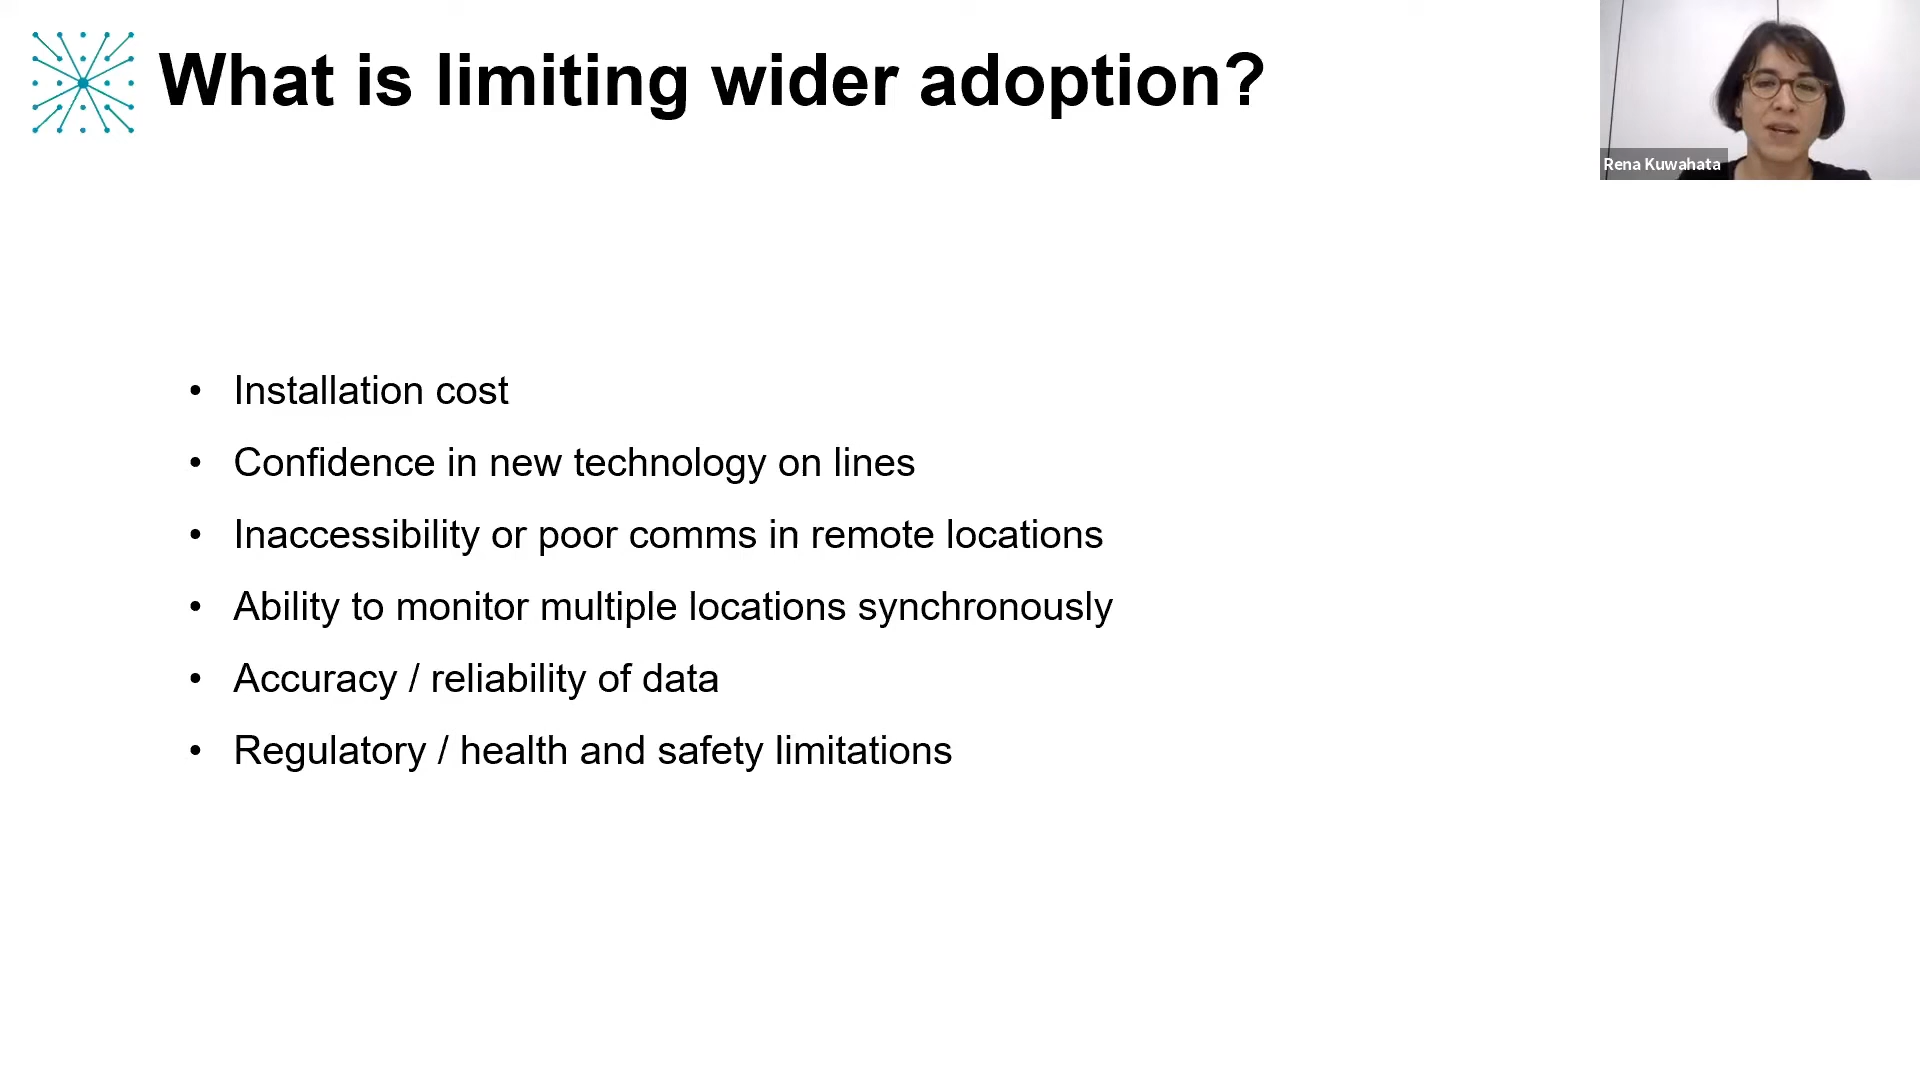 What is limiting wider adoption?
Rena Kuwahata
• Installation cost
• Confidence in new technology on lines
• Inaccessibility or poor comms in remote locations
• Ability to monitor multiple locations synchronously
• Accuracy / reliability of data
• Regulatory / health and safety limitations